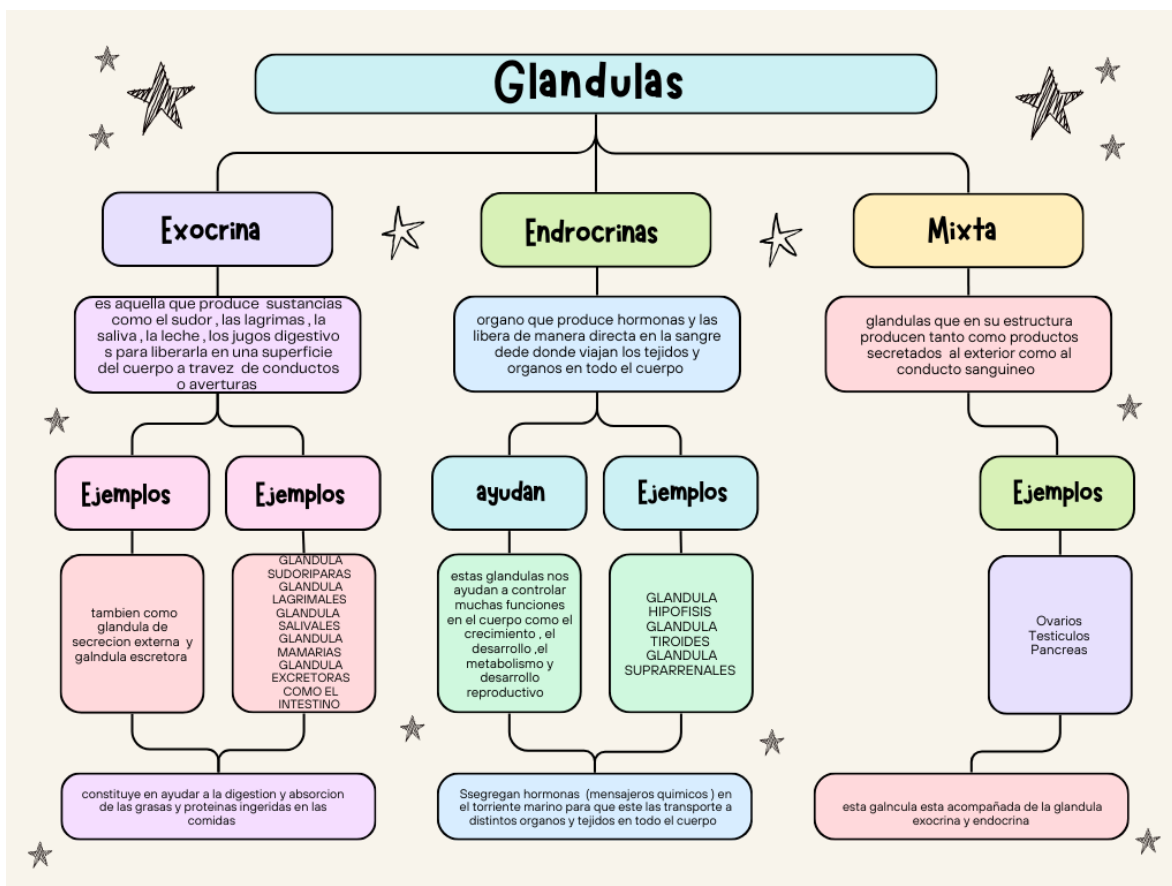 Glandulas
Exocrina
Endrocrinas
Mixta
es aquella que produce sustancias
como el sudor , las lagrimas , la
saliva , la leche , los jugos digestivo
s para liberarla en una superficie
del cuerpo a travez de conductos
o averturas
organo que produce hormonas y las
libera de manera directa en la sangre
dede donde viajan los tejidos y
organos en todo el cuerpo
glandulas que en su estructura
producen tanto como productos
secretados al exterior como al
conducto sanguineo
Ejemplos
Ejemplos
ayudan
Ejemplos
Ejemplos
tambien como
glandula de
secrecion externa y
galndula escretora
GLANDULA
SUDORIPARAS
GLANDULA
LAGRIMALES
GLANDULA
SALIVALES
GLANDULA
MAMARIAS
GLANDULA
EXCRETORAS
COMO EL
INTESTINO
estas glandulas nos
ayudan a controlar
muchas funciones
en el cuerpo como el
crecimiento , el
desarrollo ,el
metabolismo y
desarrollo
reproductivo
GLANDULA
HIPOFISIS
GLANDULA
TIROIDES
GLANDULA
SUPRARRENALES
Ovarios
Testiculos
Pancreas
constituye en ayudar a la digestion y absorcion
de las grasas y proteinas ingeridas en las
comidas
Ssegregan hormonas (mensajeros quimicos ) en
el torriente marino para que este las transporte a
distintos organos y tejidos en todo el cuerpo
esta galncula esta acompañada de la glandula
exocrina y endocrina